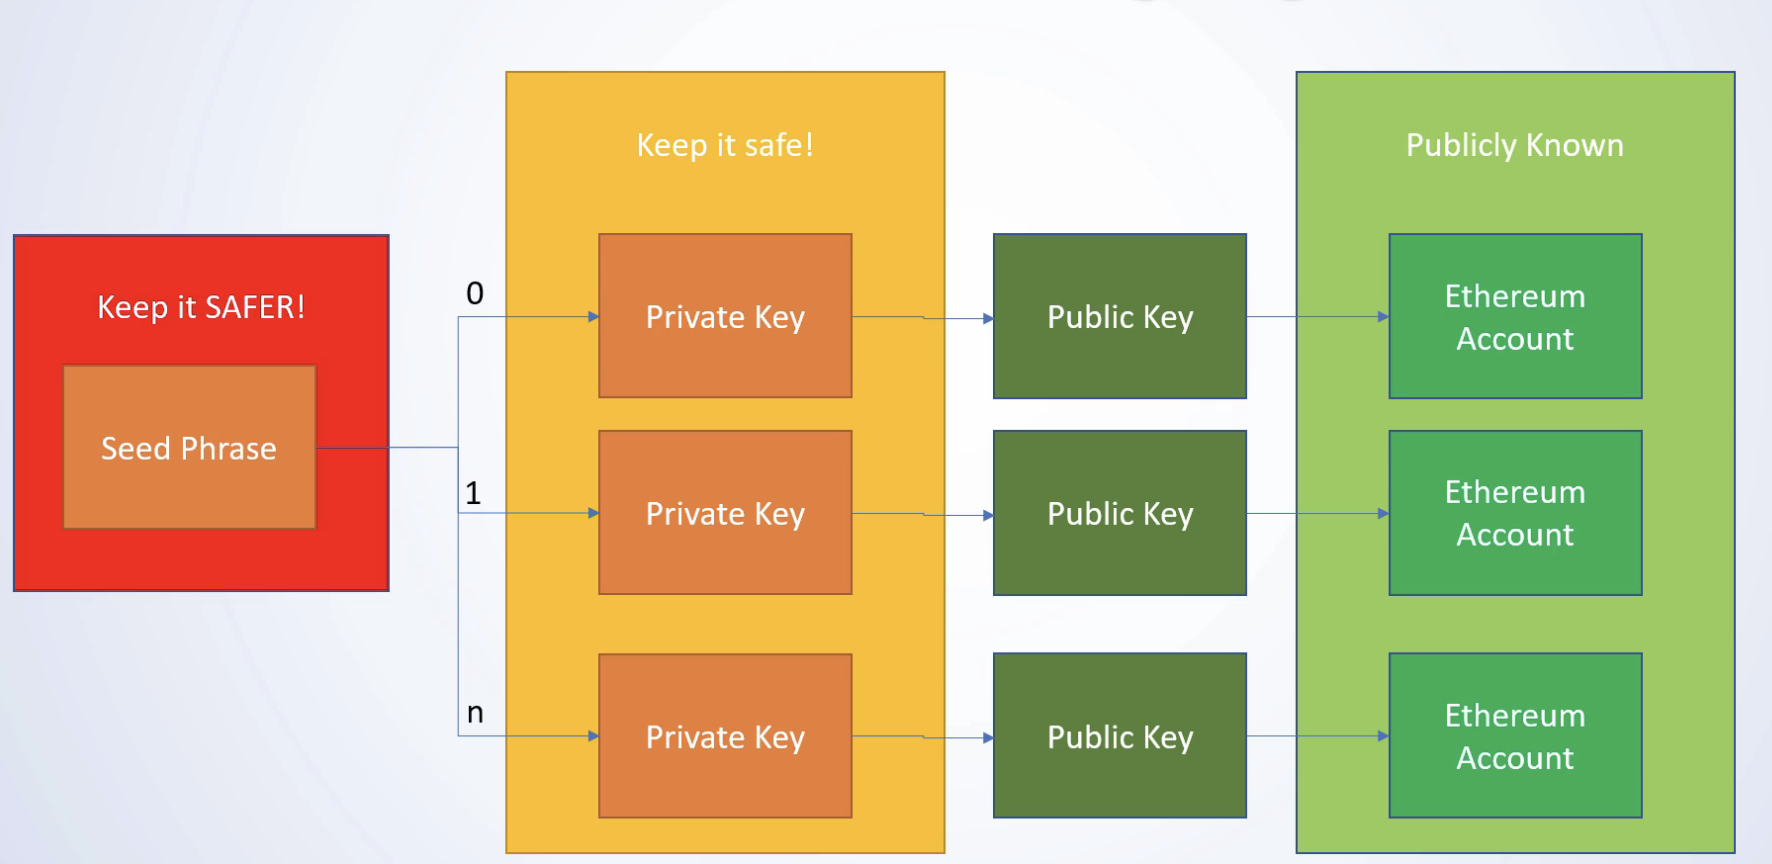 Keep it SAFER!
Seed Phrase
Keep it safe!
0
Private Key
1
Private Key
n
Private Key
Public Key
Public Key
Public Key
Publicly Known
Ethereum
Account
Ethereum
Account
Ethereum
Account